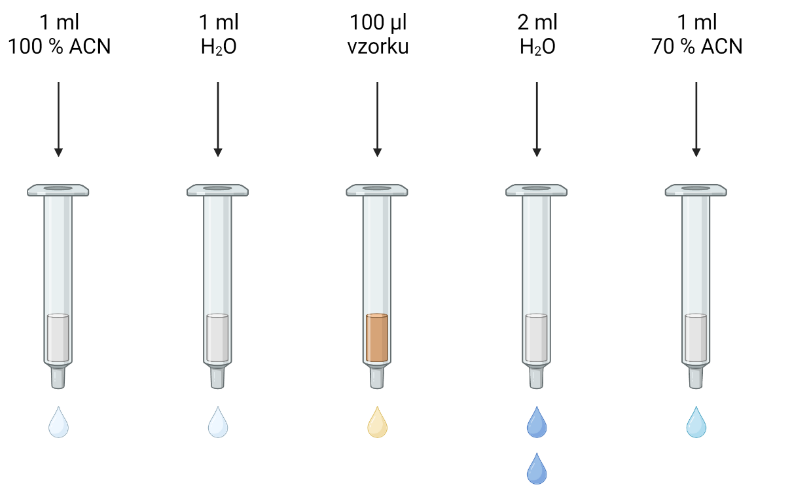 1 ml
100 % ACN
1 ml
H₂O
100 µl
vzorku
2 ml
H₂O
1 ml
70 % ACN